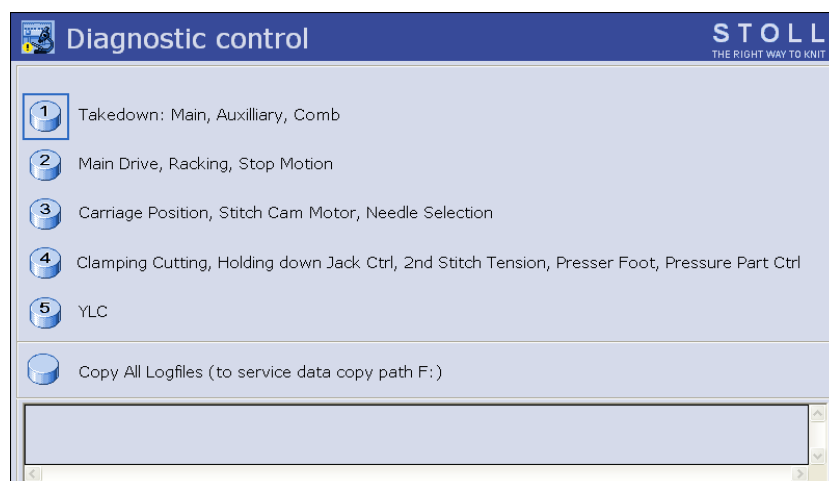 Diagnostic control
STOLL
THE RIGHT WAY TO KNIT
1 Takedown: Main, Auxilliary, Comb
2 Main Drive, Racking, Stop Motion
3 Carriage Position, Stitch Cam Motor, Needle Selection
4 Clamping Cutting, Holding down Jack Ctrl, 2nd Stitch Tension, Presser Foot, Pressure Part Ctrl
5 YLC
Copy All Logfiles (to service data copy path F:)